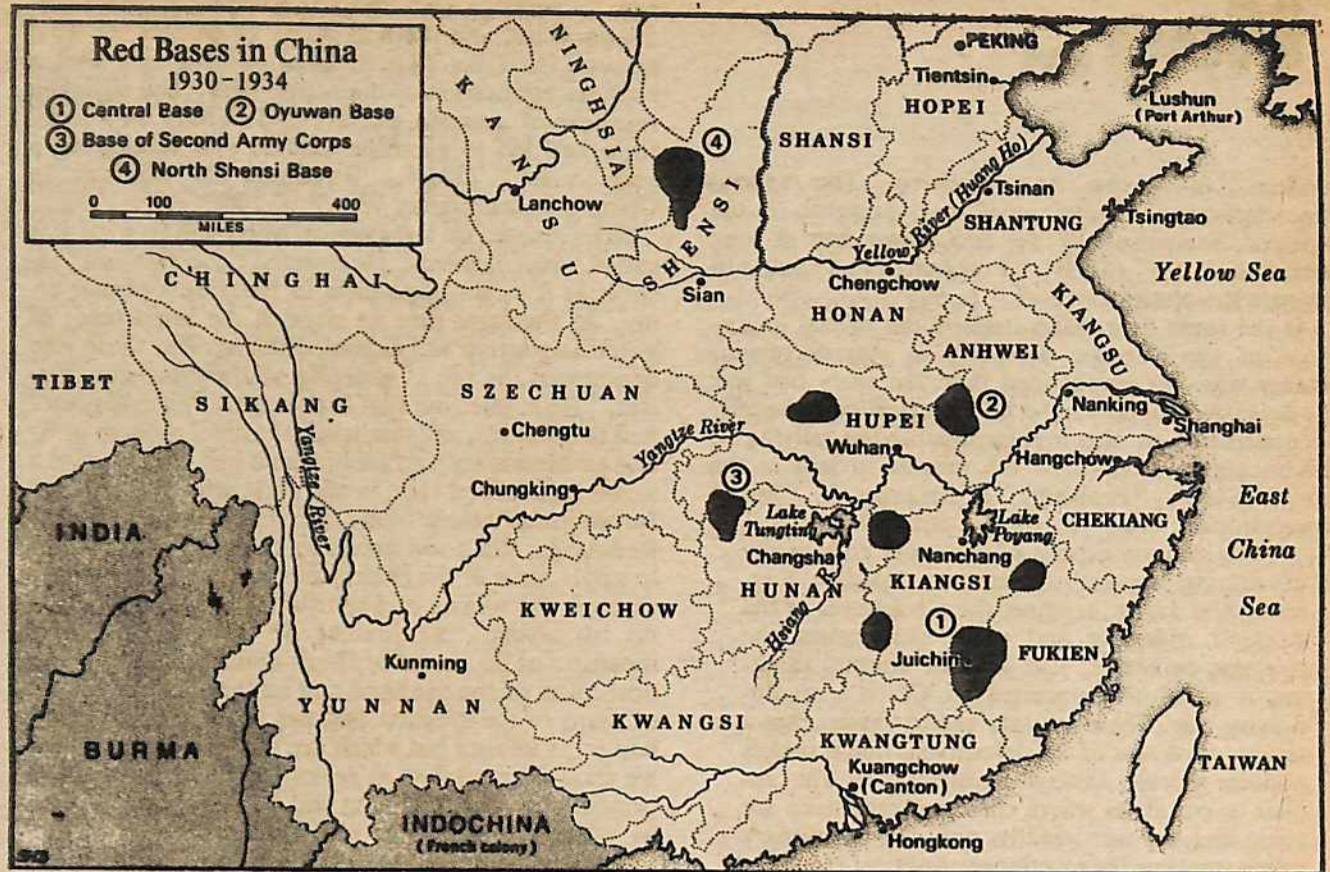 Red Bases in China
1930-1934
① Central Base ② Oyuwan Base
③ Base of Second Army Corps
④ North Shensi Base
0 100 400
MILES
KANSU
NINGHSIA
④
SHENSI
SHANSI
PEKING
Tientsin
HOPEI
Lushun
(Port Arthur)
Lanchow
Yellow River (Huang Ho)
Tsinan
SHANTUNG
Tsingtao
Yellow Sea
CHINGHAI
Sian
Chengchow
HONAN
KIANGSU
ANHWEI
TIBET
SIKANG
SZECHUAN
Chengtu
HUPEI
②
Nanking
Shanghai
Yangtze River
Yangtze River
Wuhan
Hangchow
Chungking
③
Lake
Tungting
Lake
Poyang
East
China
Sea
CHEKIANG
INDIA
Changsha
Nanchang
HUNAN
KIANGSI
KWEICHOW
Hsiang R.
①
Juichin
FUKIEN
Kunming
YUNNAN
KWANGSI
KWANGTUNG
Kuangchow
(Canton)
TAIWAN
BURMA
INDOCHINA
(French colony)
Hongkong